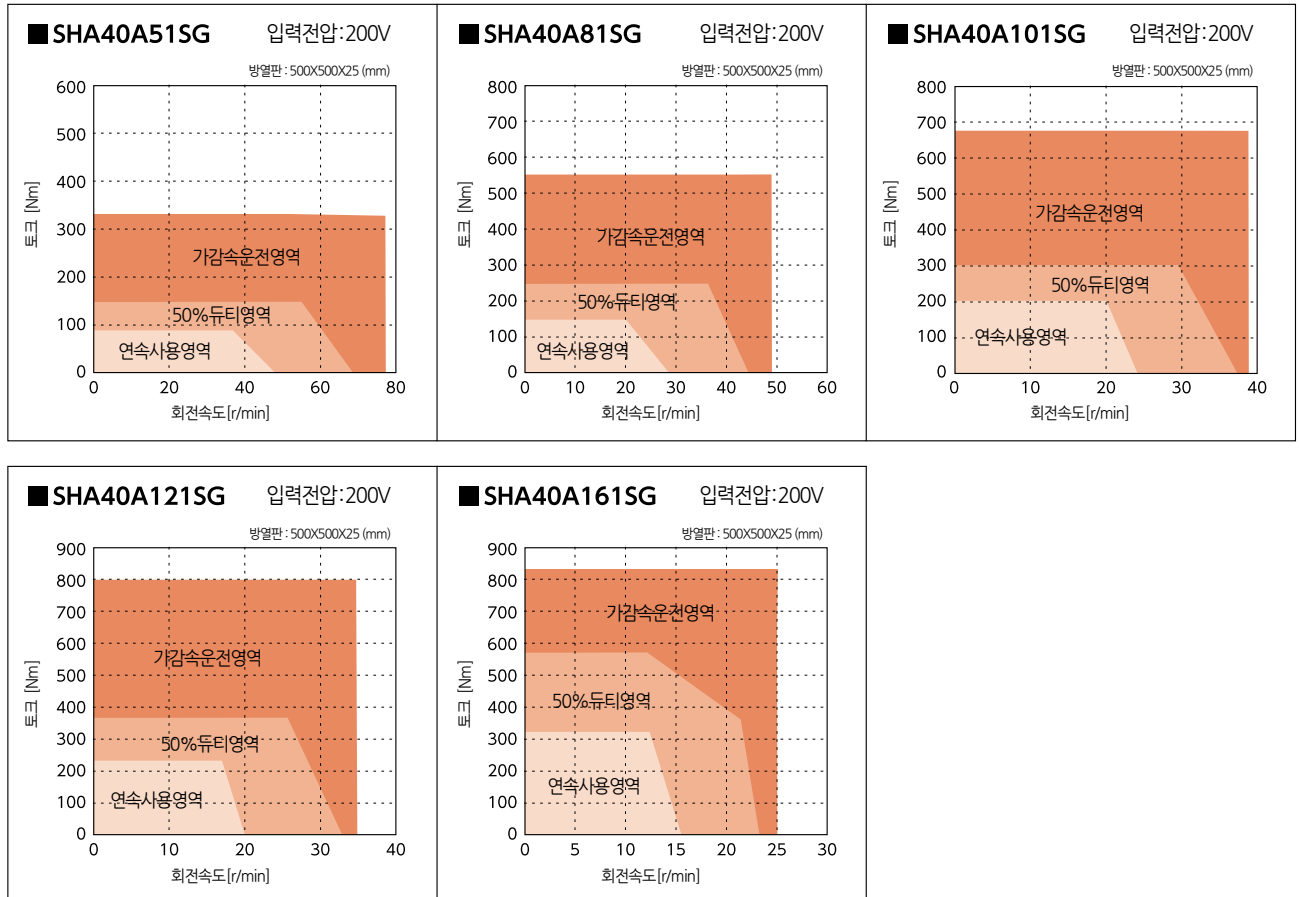 ■ SHA40A51SG 입력전압:200V
방열판 : 500X500X25 (mm)
600
500
400
300
200
100
0
토크 [Nm]
가감속운전영역
50%듀티영역
연속사용영역
0 20 40 60 80
회전속도[r/min]
■ SHA40A81SG 입력전압:200V
방열판 : 500X500X25 (mm)
800
700
600
500
400
300
200
100
0
토크 [Nm]
가감속운전영역
50%듀티영역
연속사용영역
0 10 20 30 40 50 60
회전속도[r/min]
■ SHA40A101SG 입력전압:200V
방열판 : 500X500X25 (mm)
800
700
600
500
400
300
200
100
0
토크 [Nm]
가감속운전영역
50%듀티영역
연속사용영역
0 10 20 30 40
회전속도[r/min]
■ SHA40A121SG 입력전압:200V
방열판 : 500X500X25 (mm)
900
800
700
600
500
400
300
200
100
0
토크 [Nm]
가감속운전영역
50%듀티영역
연속사용영역
0 10 20 30 40
회전속도[r/min]
■ SHA40A161SG 입력전압:200V
방열판 : 500X500X25 (mm)
900
800
700
600
500
400
300
200
100
0
토크 [Nm]
가감속운전영역
50%듀티영역
연속사용영역
0 5 10 15 20 25 30
회전속도[r/min]